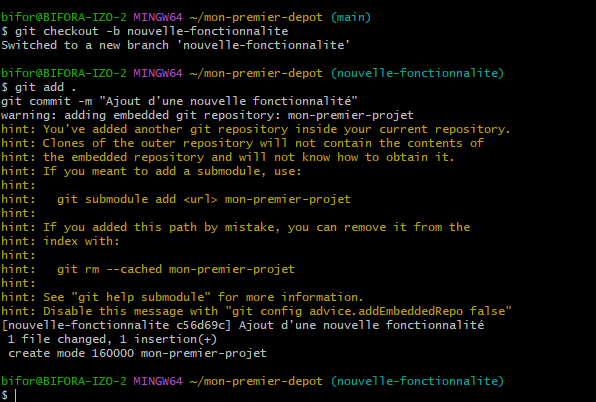 bifor@BIFORA-IZO-2 MINGW64 ~/mon-premier-depot (main)
$ git checkout -b nouvelle-fonctionnalite
Switched to a new branch 'nouvelle-fonctionnalite'
bifor@BIFORA-IZO-2 MINGW64 ~/mon-premier-depot (nouvelle-fonctionnalite)
$ git add .
git commit -m "Ajout d'une nouvelle fonctionnalité"
warning: adding embedded git repository: mon-premier-projet
hint: You've added another git repository inside your current repository.
hint: Clones of the outer repository will not contain the contents of
hint: the embedded repository and will not know how to obtain it.
hint: If you meant to add a submodule, use:
hint:
hint:   git submodule add <url> mon-premier-projet
hint:
hint: If you added this path by mistake, you can remove it from the
hint: index with:
hint:
hint:   git rm --cached mon-premier-projet
hint:
hint: See "git help submodule" for more information.
hint: Disable this message with "git config advice.addEmbeddedRepo false"
[nouvelle-fonctionnalite c56d69c] Ajout d'une nouvelle fonctionnalité
 1 file changed, 1 insertion(+)
 create mode 160000 mon-premier-projet
bifor@BIFORA-IZO-2 MINGW64 ~/mon-premier-depot (nouvelle-fonctionnalite)
$